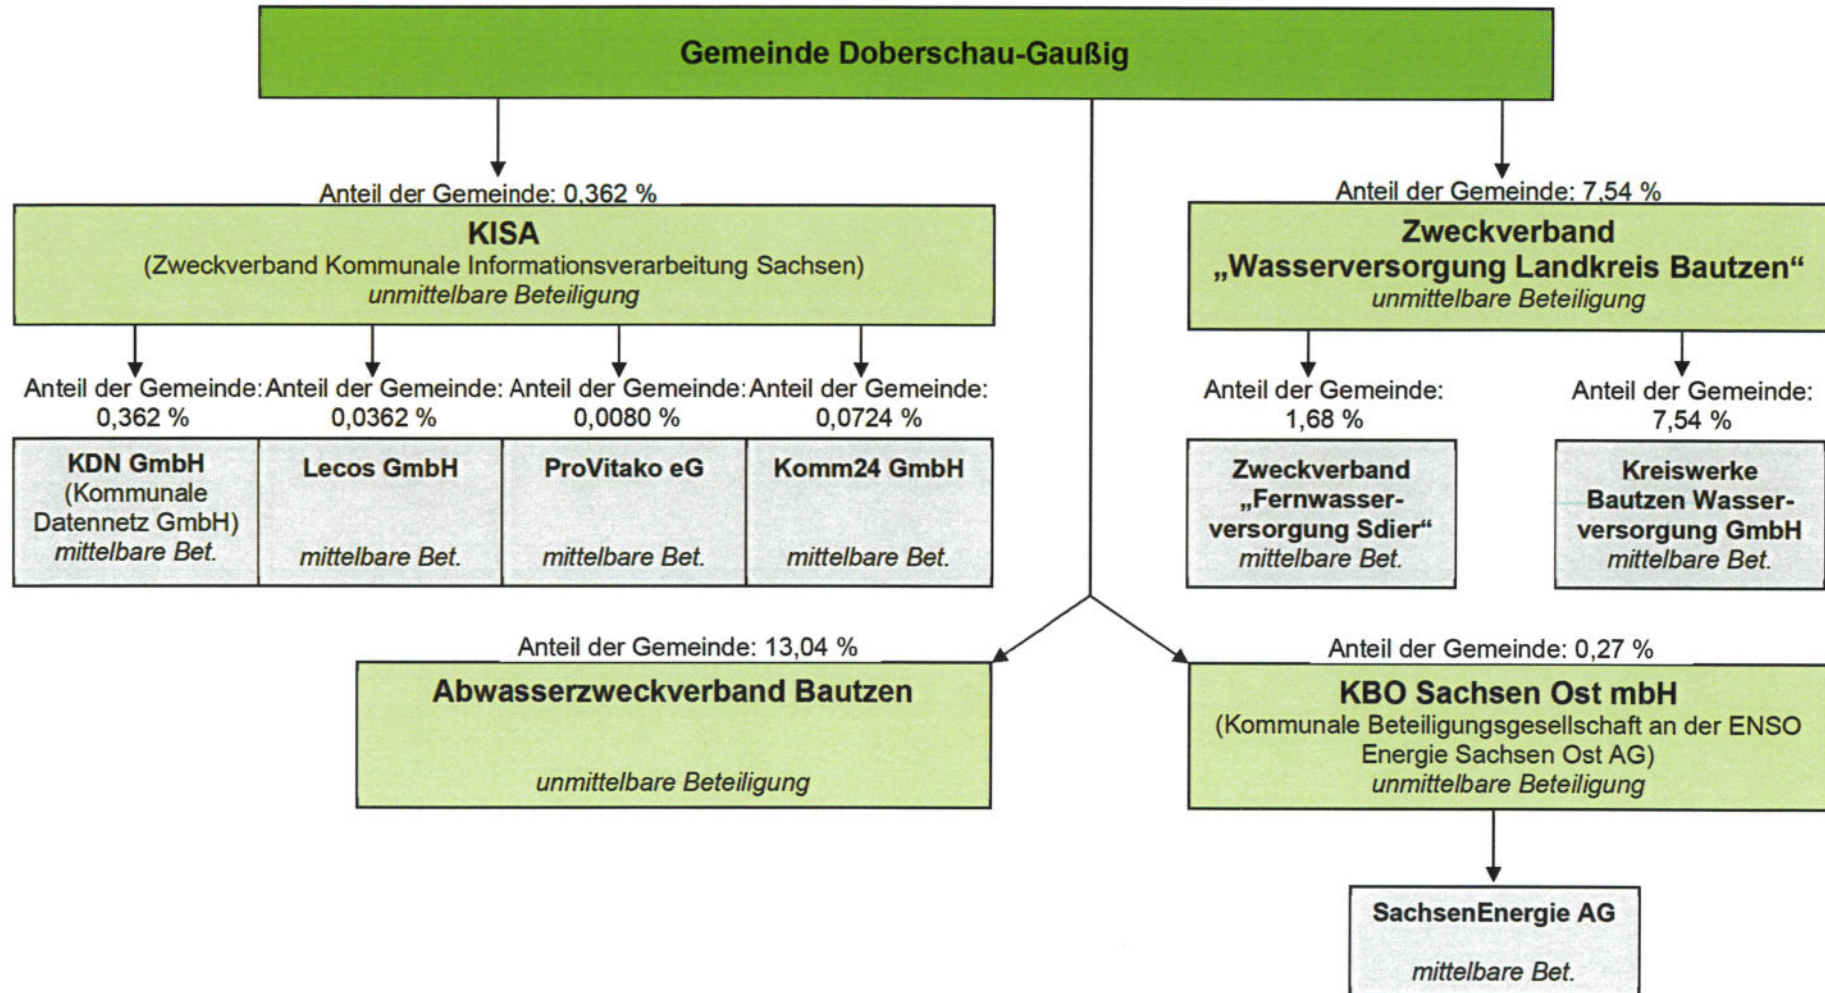 Gemeinde Doberschau-Gaußig
Anteil der Gemeinde: 0,362 %
KISA
(Zweckverband Kommunale Informationsverarbeitung Sachsen)
unmittelbare Beteiligung
Anteil der Gemeinde: 7,54 %
Zweckverband
„Wasserversorgung Landkreis Bautzen“
unmittelbare Beteiligung
Anteil der Gemeinde:
0,362 %
KDN GmbH
(Kommunale
Datennetz GmbH)
mittelbare Bet.
Anteil der Gemeinde:
0,0362 %
Lecos GmbH
mittelbare Bet.
Anteil der Gemeinde:
0,0080 %
ProVitako eG
mittelbare Bet.
Anteil der Gemeinde:
0,0724 %
Komm24 GmbH
mittelbare Bet.
Anteil der Gemeinde:
1,68 %
Zweckverband
„Fernwasser-
versorgung Sdier“
mittelbare Bet.
Anteil der Gemeinde:
7,54 %
Kreiswerke
Bautzen Wasser-
versorgung GmbH
mittelbare Bet.
Anteil der Gemeinde: 13,04 %
Abwasserzweckverband Bautzen
unmittelbare Beteiligung
Anteil der Gemeinde: 0,27 %
KBO Sachsen Ost mbH
(Kommunale Beteiligungsgesellschaft an der ENSO
Energie Sachsen Ost AG)
unmittelbare Beteiligung
SachsenEnergie AG
mittelbare Bet.